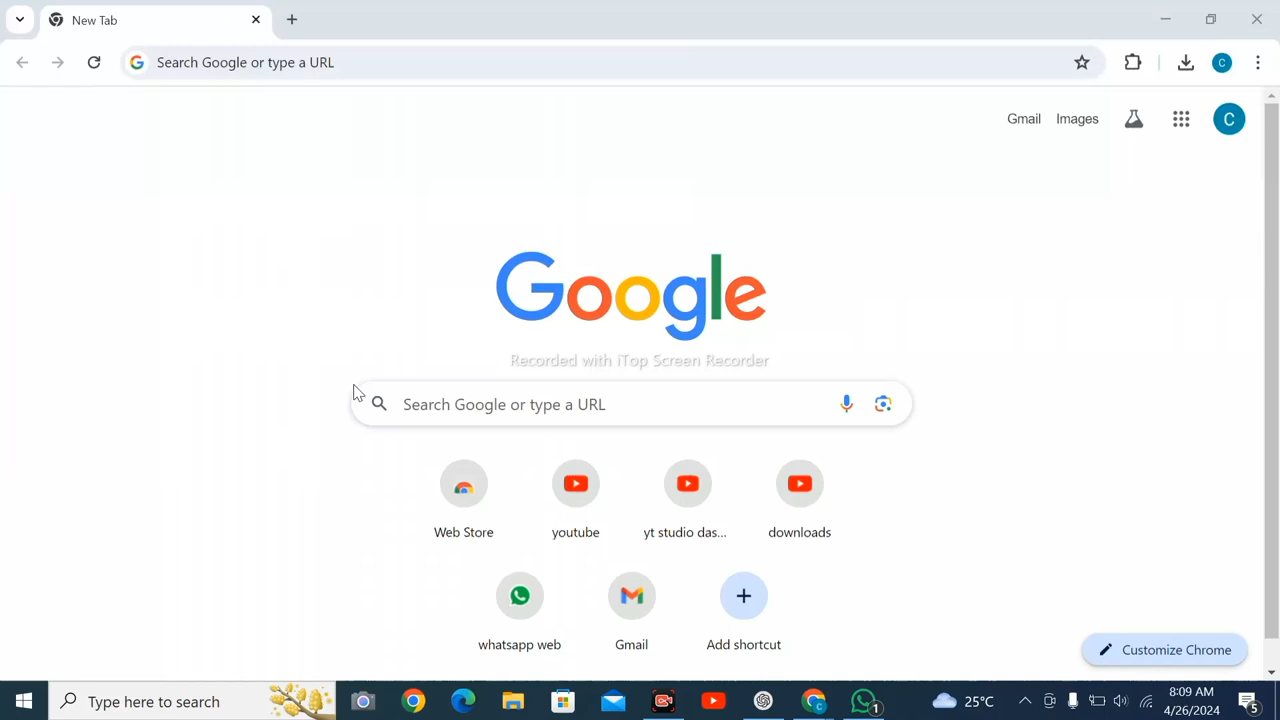 New Tab
Search Google or type a URL
C
Gmail Images C
Google
Recorded with iTop Screen Recorder
Search Google or type a URL
Web Store youtube yt studio das... downloads
whatsapp web Gmail Add shortcut
Customize Chrome
Type here to search
1
25°C
8:09 AM
4/26/2024
5